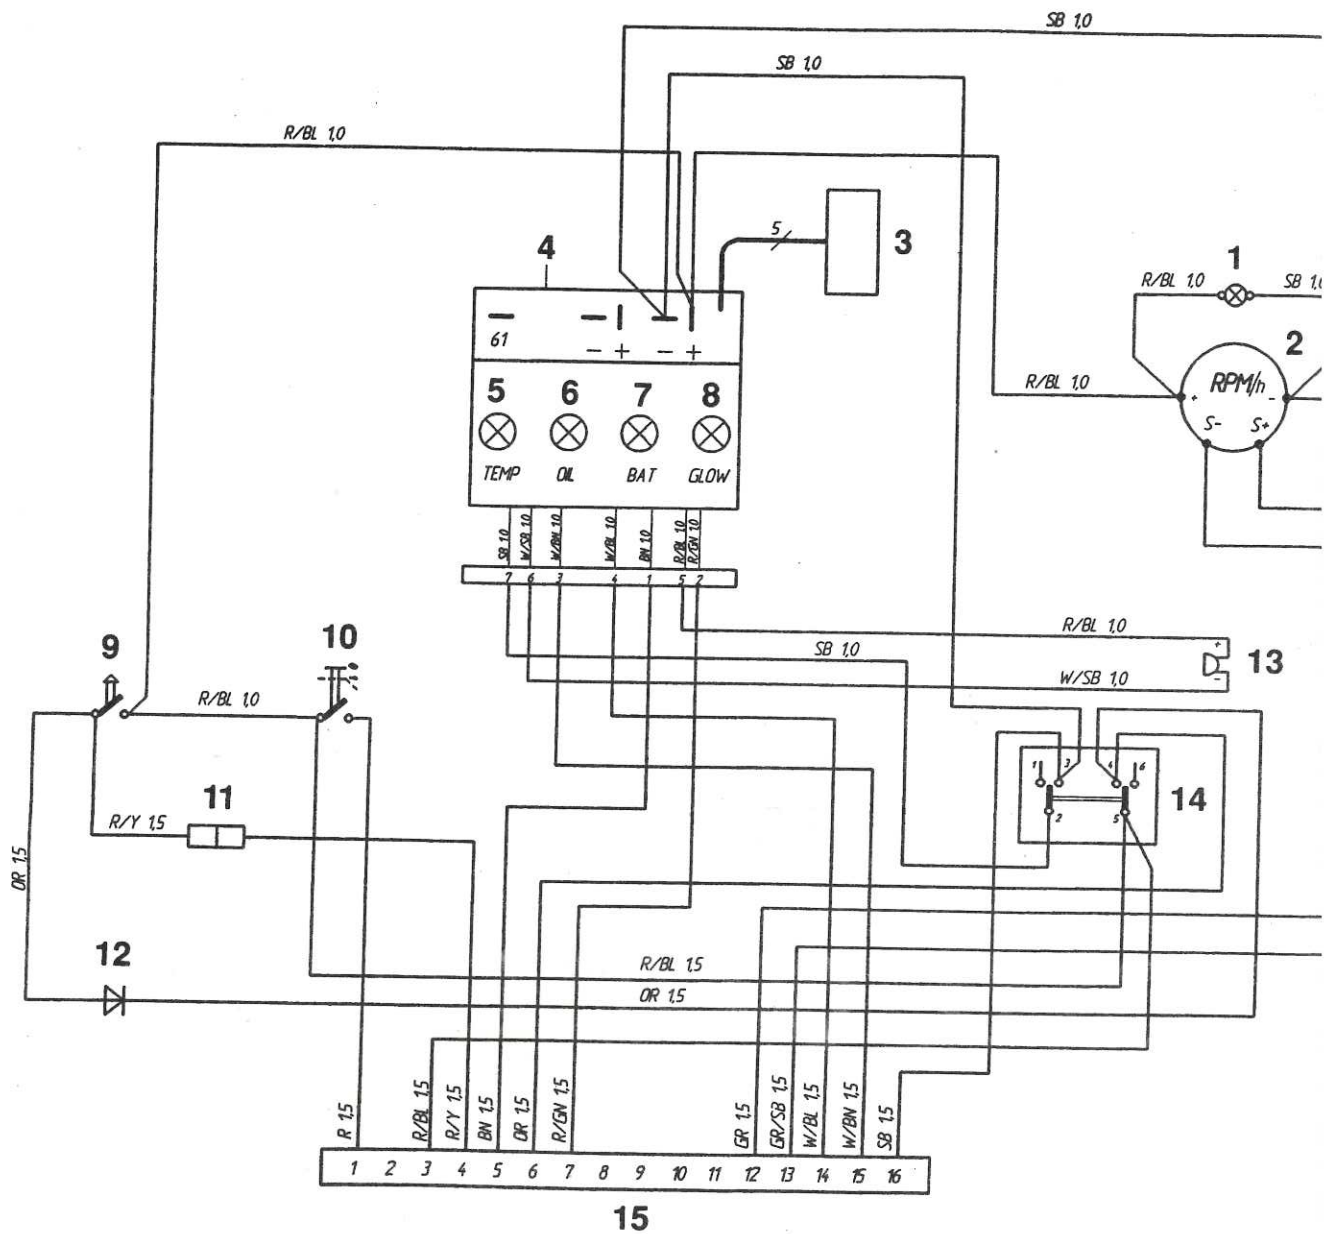 SB 1,0
SB 1,0
R/BL 1,0
5
3
4
1
R/BL 1,0
SB 1,0
2
61
- +
- +
R/BL 1,0
RPM/h
+
-
S-
S+
5
6
7
8
TEMP
OIL
BAT
GLOW
SB 1.0
W/SB 1.0
W/BN 1.0
W/BL 1.0
BN 1.0
R/BL 1.0
R/GN 1.0
7
6
3
4
1
5
2
R/BL 1,0
+
-
13
SB 1,0
W/SB 1,0
9
10
R/BL 1,0
1
3
4
6
2
5
14
11
R/Y 1,5
OR 1,5
12
R/BL 1,5
OR 1,5
R 1,5
R/BL 1,5
R/Y 1,5
BN 1,5
OR 1,5
R/GN 1,5
GR 1,5
GR/SB 1,5
W/BL 1,5
W/BN 1,5
SB 1,5
1 2 3 4 5 6 7 8 9 10 11 12 13 14 15 16
15